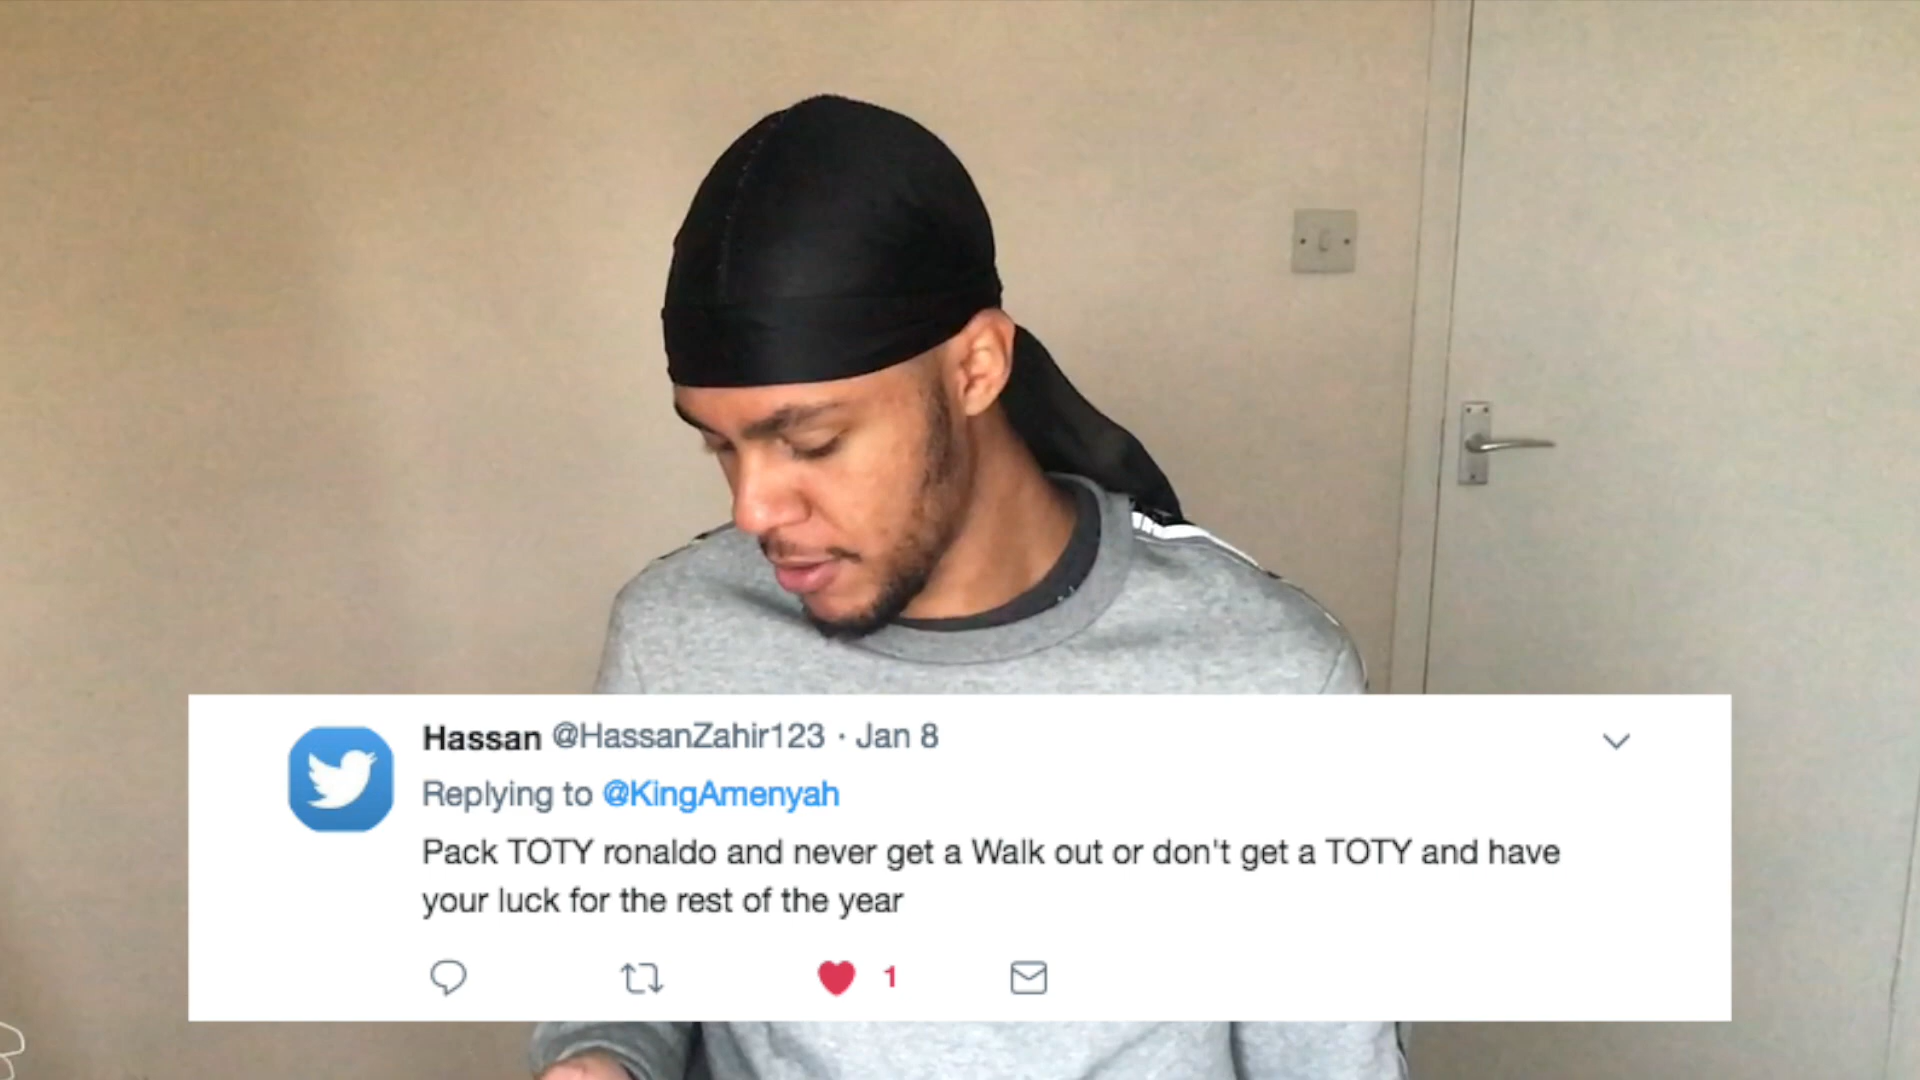 Hassan @HassanZahir123 · Jan 8
Replying to @KingAmenyah
Pack TOTY ronaldo and never get a Walk out or don't get a TOTY and have
your luck for the rest of the year
1